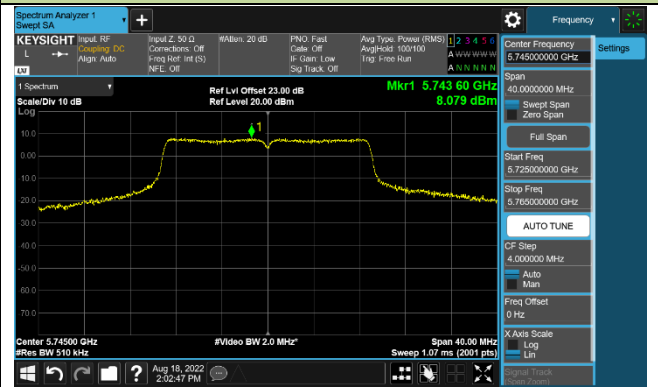 Spectrum Analyzer 1
Swept SA
Frequency
KEYSIGHT
L
LXI
Input: RF
Coupling: DC
Align: Auto
Input Z: 50 Ω
Corrections: Off
Freq Ref: Int (S)
NFE: Off
#Atten: 20 dB
PNO: Fast
Gate: Off
IF Gain: Low
Sig Track: Off
Avg Type: Power (RMS)
Avg|Hold: 100/100
Trig: Free Run
1 2 3 4 5 6
A W W W W W
A N N N N N
1 Spectrum
Scale/Div 10 dB
Log
Ref Lvl Offset 23.00 dB
Ref Level 20.00 dBm
Mkr1 5.743 60 GHz
8.079 dBm
1
10.0
0.00
-10.0
-20.0
-30.0
-40.0
-50.0
-60.0
-70.0
Center 5.74500 GHz
#Res BW 510 kHz
#Video BW 2.0 MHz*
Span 40.00 MHz
Sweep 1.07 ms (2001 pts)
Aug 18, 2022
2:02:47 PM
Center Frequency
5.745000000 GHz
Settings
Span
40.0000000 MHz
Swept Span
Zero Span
Full Span
Start Freq
5.725000000 GHz
Stop Freq
5.765000000 GHz
AUTO TUNE
CF Step
4.000000 MHz
Auto
Man
Freq Offset
0 Hz
X Axis Scale
Log
Lin
Signal Track
(Span Zoom)